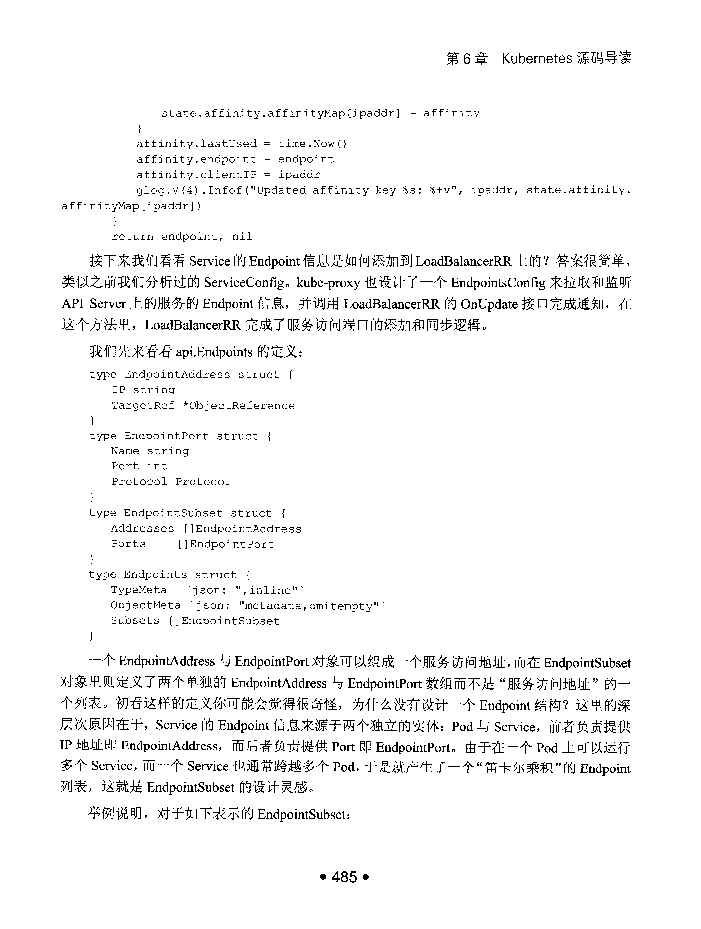 第 6 章 Kubernetes 源码导读
state.affinity.affinityMap[ipaddr] = affinity
}
affinity.lastUsed = time.Now()
affinity.endpoint = endpoint
affinity.clientIP = ipaddr
glog.V(4).Infof("Updated affinity key %s: %+v", ipaddr, state.affinity.
affinityMap[ipaddr])
}
return endpoint, nil
接下来我们看看 Service 的 Endpoint 信息是如何添加到 LoadBalancerRR 上的？答案很简单，
类似之前我们分析过的 ServiceConfig。kube-proxy 也设计了一个 EndpointsConfig 来拉取和监听
API Server 上的服务的 Endpoint 信息，并调用 LoadBalancerRR 的 OnUpdate 接口完成通知，在
这个方法里，LoadBalancerRR 完成了服务访问端口的添加和同步逻辑。
我们先来看看 api.Endpoints 的定义：
type EndpointAddress struct {
IP string
TargetRef *ObjectReference
}
type EndpointPort struct {
Name string
Port int
Protocol Protocol
}
type EndpointSubset struct {
Addresses []EndpointAddress
Ports []EndpointPort
}
type Endpoints struct {
TypeMeta `json: ",inline"`
ObjectMeta `json: "metadata,omitempty"`
Subsets []EndpointSubset
}
一个 EndpointAddress 与 EndpointPort 对象可以组成一个服务访问地址，而在 EndpointSubset
对象里则定义了两个单独的 EndpointAddress 与 EndpointPort 数组而不是“服务访问地址”的一
个列表。初看这样的定义你可能会觉得很奇怪，为什么没有设计一个 Endpoint 结构？这里的深
层次原因在于，Service 的 Endpoint 信息来源于两个独立的实体：Pod 与 Service，前者负责提供
IP 地址即 EndpointAddress，而后者负责提供 Port 即 EndpointPort。由于在一个 Pod 上可以运行
多个 Service，而一个 Service 也通常跨越多个 Pod，于是就产生了一个“笛卡尔乘积”的 Endpoint
列表，这就是 EndpointSubset 的设计灵感。
举例说明，对于如下表示的 EndpointSubset：
• 485 •